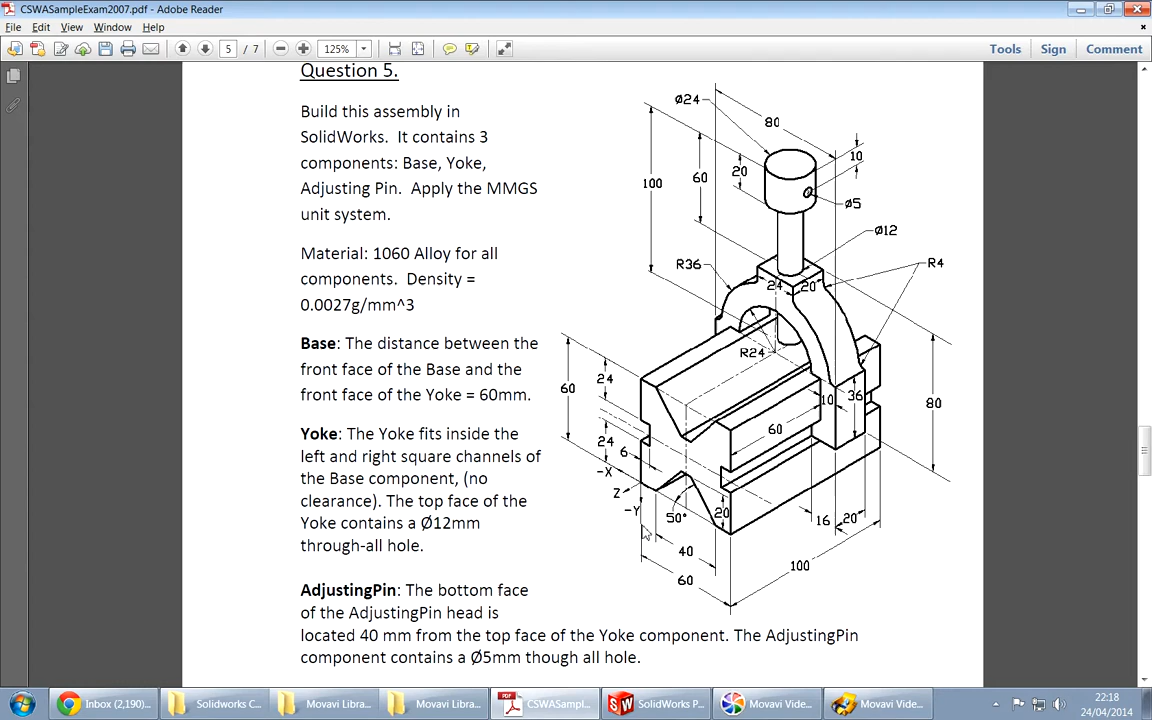 CSWASampleExam2007.pdf - Adobe Reader
File Edit View Window Help
5 / 7 125% Tools Sign Comment
Question 5.
Build this assembly in
SolidWorks. It contains 3
components: Base, Yoke,
Adjusting Pin. Apply the MMGS
unit system.
Material: 1060 Alloy for all
components. Density =
0.0027g/mm^3
Base: The distance between the
front face of the Base and the
front face of the Yoke = 60mm.
Yoke: The Yoke fits inside the
left and right square channels of
the Base component, (no
clearance). The top face of the
Yoke contains a Ø12mm
through-all hole.
AdjustingPin: The bottom face
of the AdjustingPin head is
located 40 mm from the top face of the Yoke component. The AdjustingPin
component contains a Ø5mm though all hole.
Ø24
80
10
20
60
100
Ø5
Ø12
R36
R4
24
20
R24
60
24
10
36
80
60
24
6
-X
Z
-Y
50°
20
16
20
40
100
60
Inbox (2,190)...
Solidworks C...
Movavi Libra...
Movavi Libra...
CSWASampl...
SolidWorks P...
Movavi Vide...
Movavi Vide...
22:18
24/04/2014